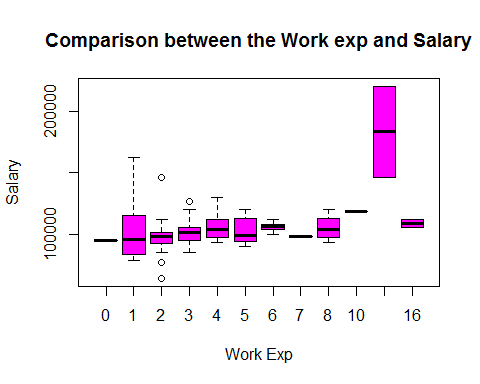 Comparison between the Work exp and Salary
Salary
200000
100000
0 1 2 3 4 5 6 7 8 10 16
Work Exp